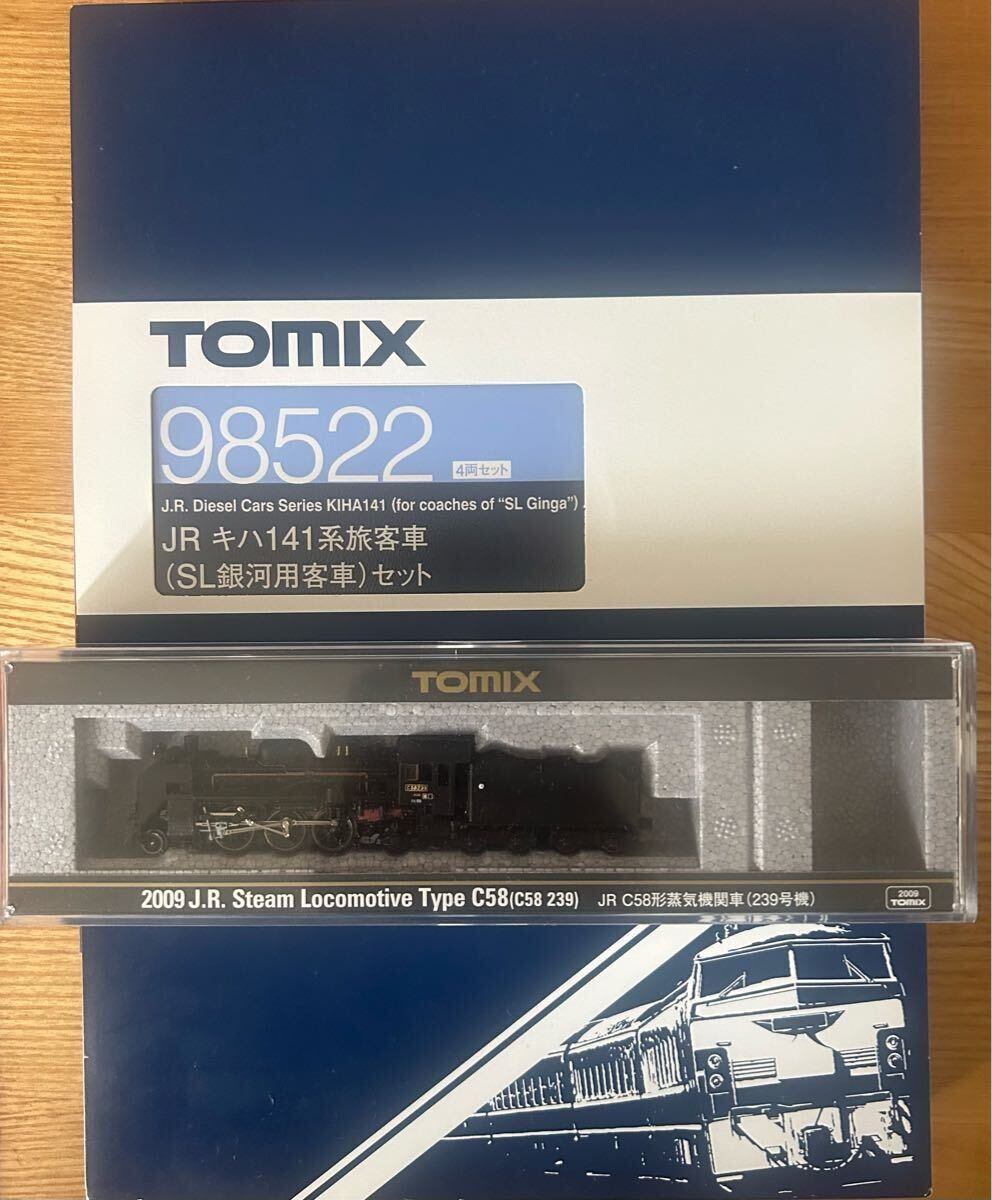 TOMIX
98522 4両セット
J.R. Diesel Cars Series KIHA141 (for coaches of “SL Ginga”)
JR キハ141系旅客車
(SL銀河用客車)セット
TOMIX
2009 J.R. Steam Locomotive Type C58(C58 239) JR C58形蒸気機関車(239号機)
2009
TOMIX